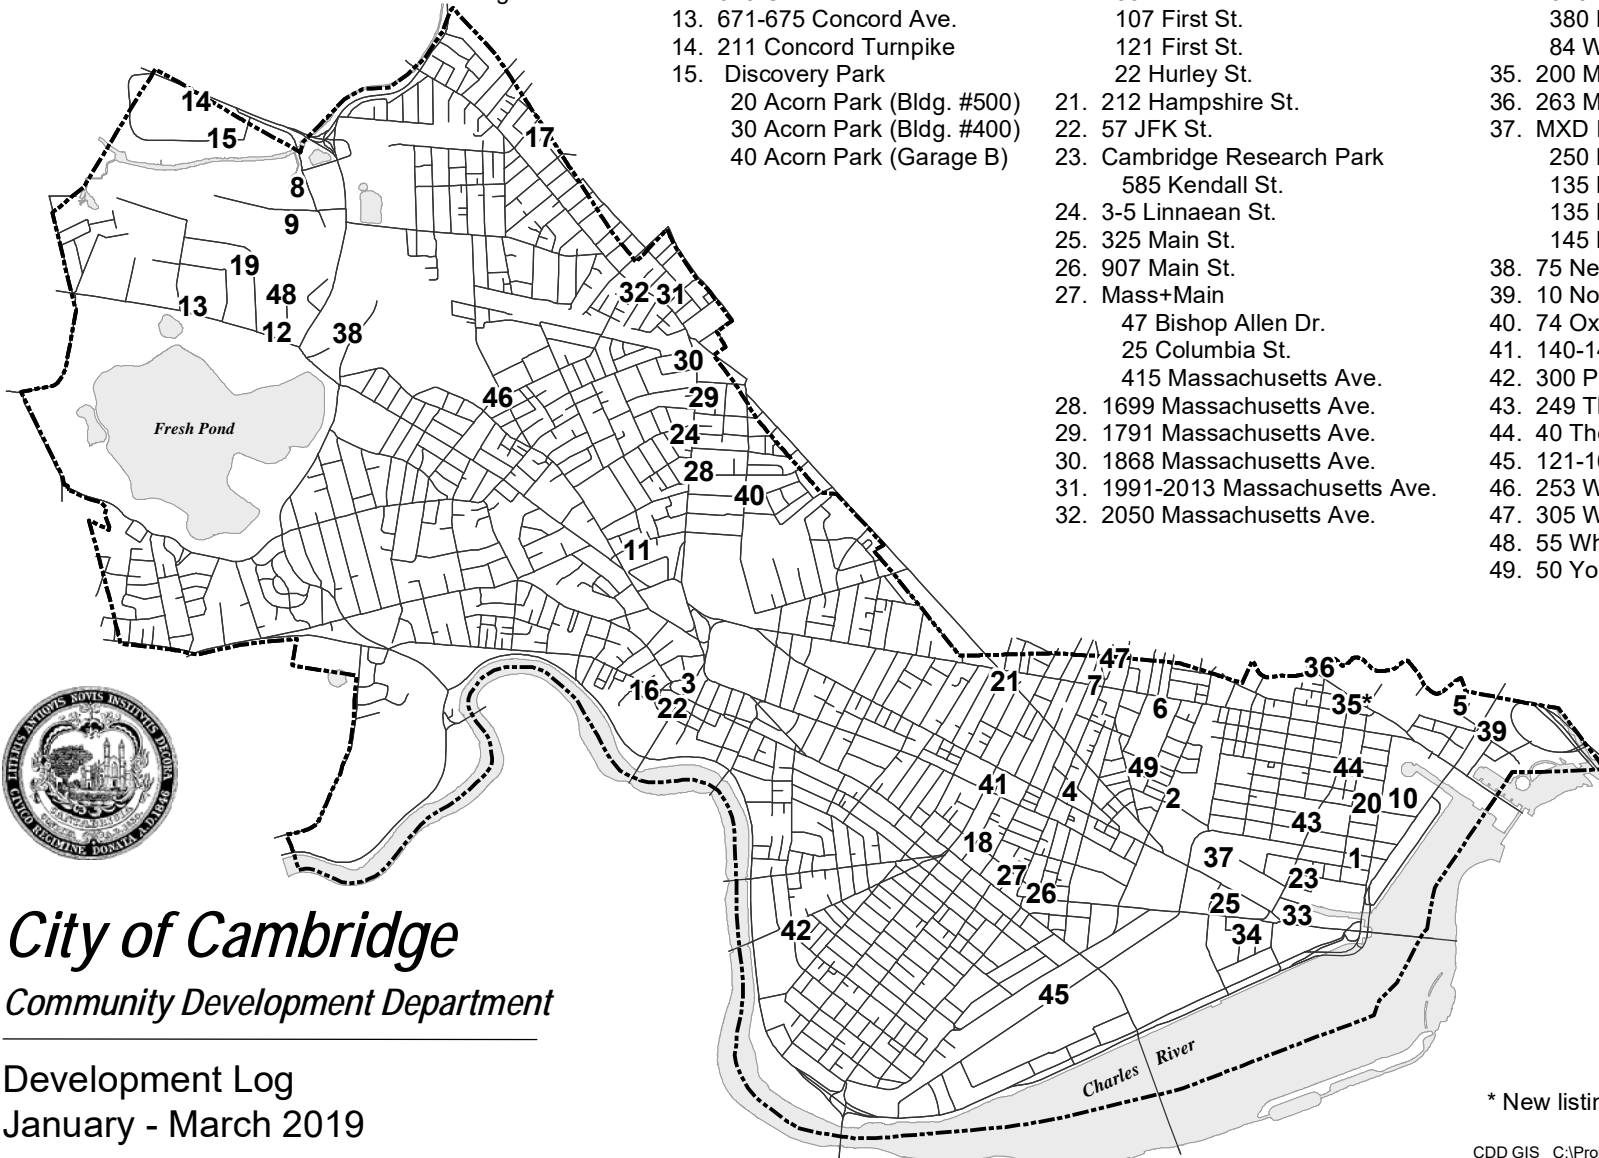 13. 671-675 Concord Ave.
14. 211 Concord Turnpike
15. Discovery Park
20 Acorn Park (Bldg. #500)
30 Acorn Park (Bldg. #400)
40 Acorn Park (Garage B)
107 First St.
121 First St.
22 Hurley St.
21. 212 Hampshire St.
22. 57 JFK St.
23. Cambridge Research Park
585 Kendall St.
24. 3-5 Linnaean St.
25. 325 Main St.
26. 907 Main St.
27. Mass+Main
47 Bishop Allen Dr.
25 Columbia St.
415 Massachusetts Ave.
28. 1699 Massachusetts Ave.
29. 1791 Massachusetts Ave.
30. 1868 Massachusetts Ave.
31. 1991-2013 Massachusetts Ave.
32. 2050 Massachusetts Ave.
380
84
35. 200
36. 263
37. MXD
250
135
135
145
38. 75
39. 10
40. 74
41.
42. 300
43. 249
44. 40
45.
46. 253
47. 305
48. 55
49. 50
14
15
17
8
9
19
48
13
12
38
32
31
30
46
29
24
28
40
11
Fresh Pond
16
3
22
21
47
7
6
36
35*
5
39
49
2
41
4
44
20
10
43
18
37
1
27
26
23
25
33
34
42
45
Charles River
City of Cambridge
Community Development Department
Development Log
January - March 2019
* New
CDD GIS